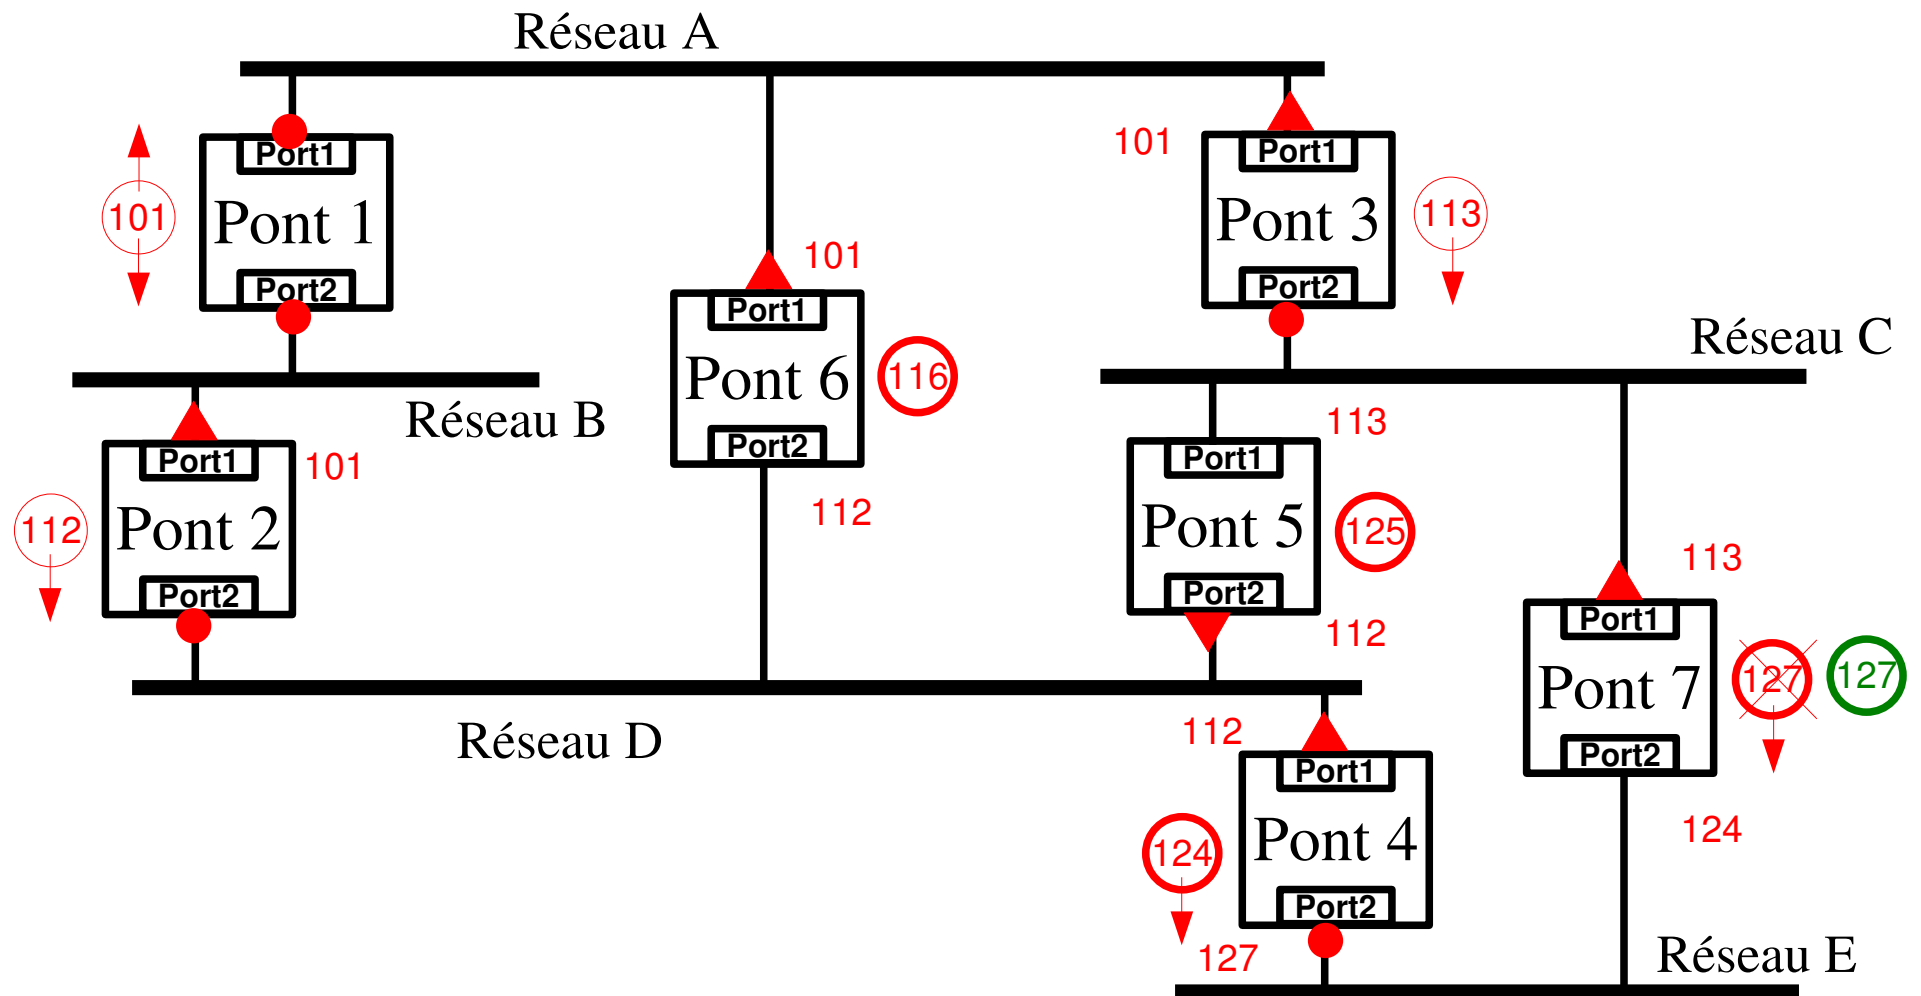 Réseau A
Port1
101
Pont 1
Port2
101
Port1
Pont 3
113
Port2
101
Port1
Pont 6
116
Port2
112
Réseau B
Réseau C
Port1
101
112
Pont 2
Port2
113
Port1
Pont 5
125
Port2
112
113
Port1
Pont 7
127
127
Port2
124
Réseau D
112
Port1
Pont 4
124
Port2
127
Réseau E